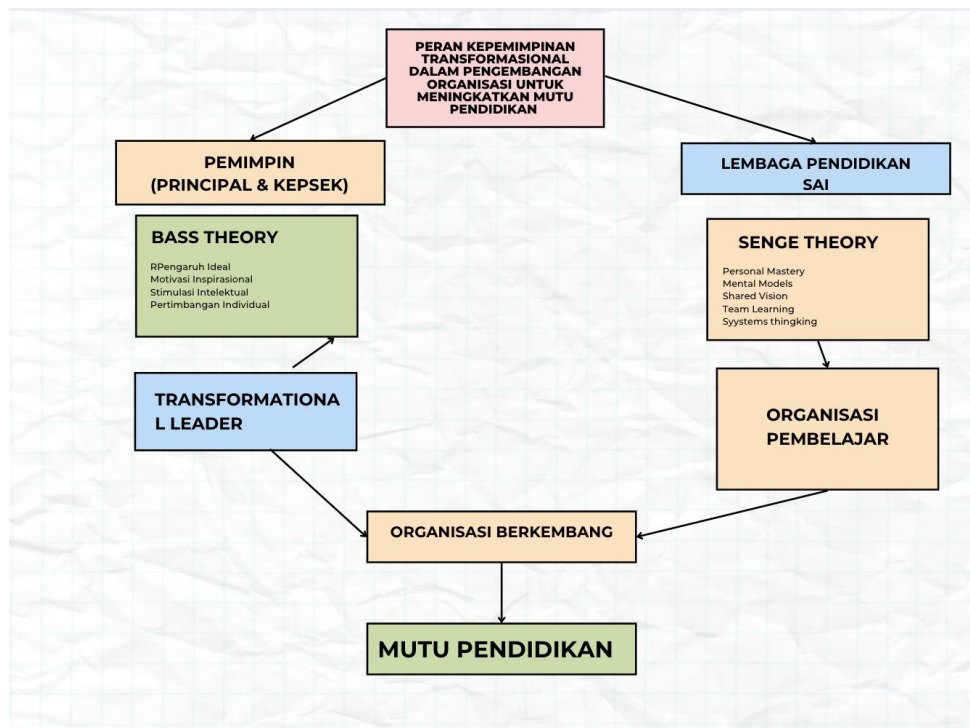 PERAN KEPEMIMPINAN
TRANSFORMASIONAL
DALAM PENGEMBANGAN
ORGANISASI UNTUK
MENINGKATKAN MUTU
PENDIDIKAN
PEMIMPIN
(PRINCIPAL & KEPSEK)
LEMBAGA PENDIDIKAN
SAI
BASS THEORY
RPengaruh Ideal
Motivasi Inspirasional
Stimulasi Intelektual
Pertimbangan Individual
SENGE THEORY
Personal Mastery
Mental Models
Shared Vision
Team Learning
Syystems thingking
TRANSFORMATIONA
L LEADER
ORGANISASI
PEMBELAJAR
ORGANISASI BERKEMBANG
MUTU PENDIDIKAN